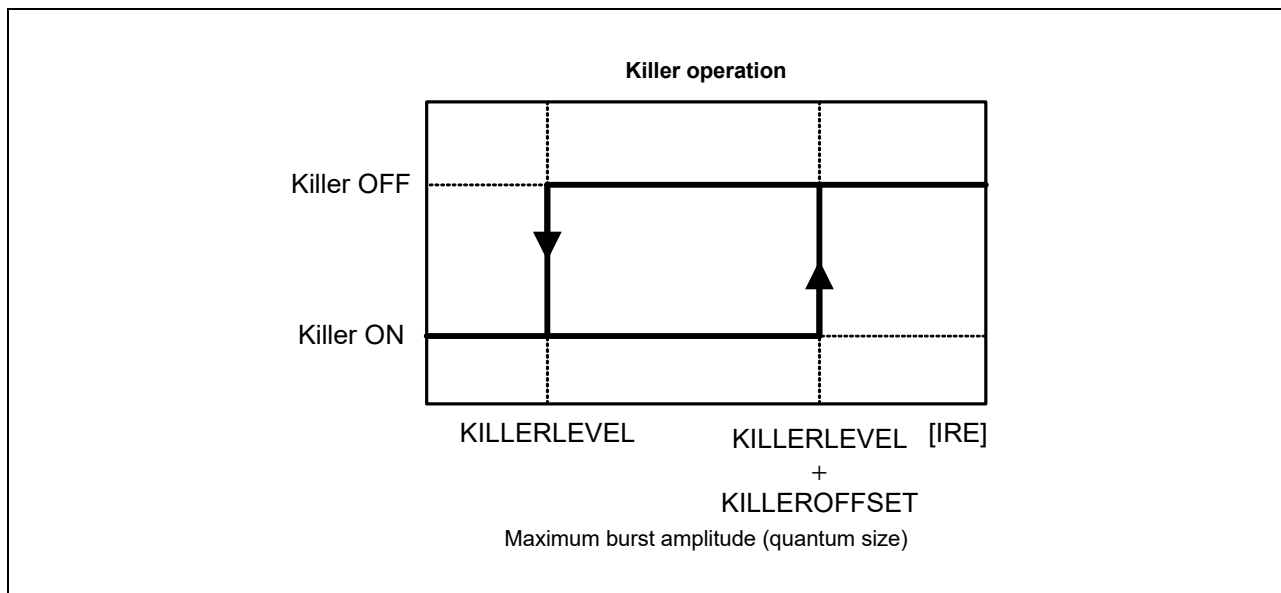 Killer operation
Killer OFF
Killer ON
KILLERLEVEL
KILLERLEVEL
+
KILLEROFFSET
[IRE]
Maximum burst amplitude (quantum size)